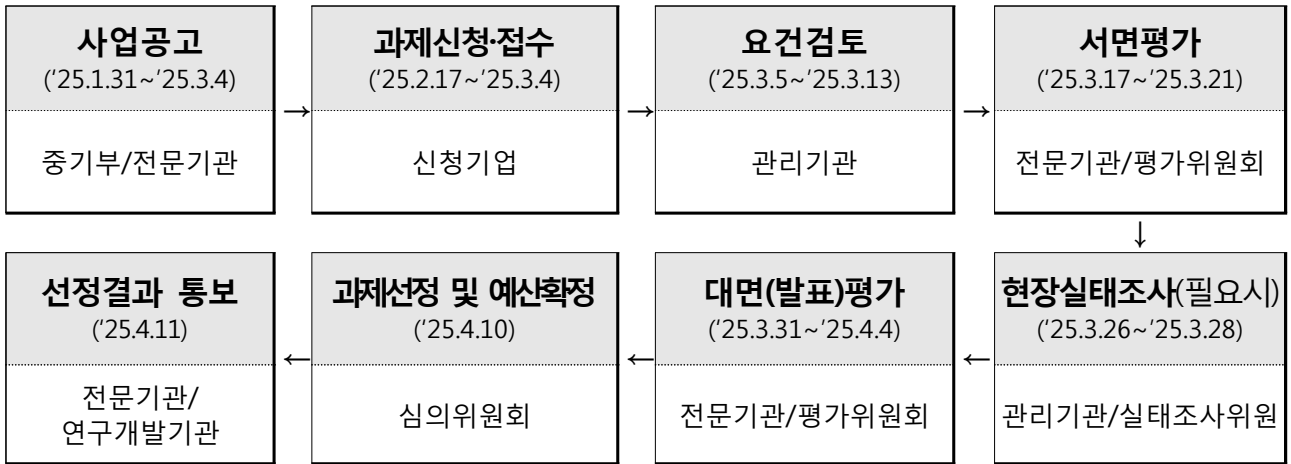 사업공고
('25.1.31~'25.3.4)
중기부/전문기관
→
과제신청·접수
('25.2.17~'25.3.4)
신청기업
→
요건검토
('25.3.5~'25.3.13)
관리기관
→
서면평가
('25.3.17~'25.3.21)
전문기관/평가위원회
↓
현장실태조사(필요시)
('25.3.26~'25.3.28)
관리기관/실태조사위원
←
대면(발표)평가
('25.3.31~'25.4.4)
전문기관/평가위원회
←
과제선정 및 예산확정
('25.4.10)
심의위원회
←
선정결과 통보
('25.4.11)
전문기관/
연구개발기관